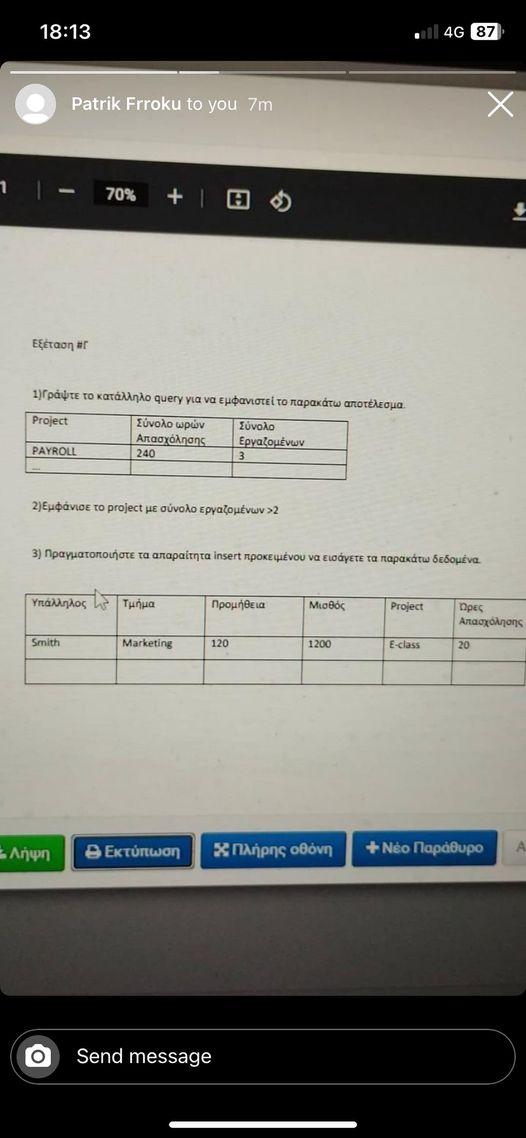 18:13
4G 87
Patrik Frroku to you 7m
1 70%
Εξέταση #Γ
1)Γράψτε το κατάλληλο query για να εμφανιστεί το παρακάτω αποτέλεσμα.
Project Σύνολο ωρών Απασχόλησης Σύνολο Εργαζομένων
PAYROLL 240 3
...
2)Εμφάνισε το project με σύνολο εργαζομένων >2
3) Πραγματοποιήστε τα απαραίτητα insert προκειμένου να εισάγετε τα παρακάτω δεδομένα.
Υπάλληλος Τμήμα Προμήθεια Μισθός Project Ώρες Απασχόλησης
Smith Marketing 120 1200 E-class 20
Λήψη Εκτύπωση Πλήρης οθόνη Νέο Παράθυρο
Send message